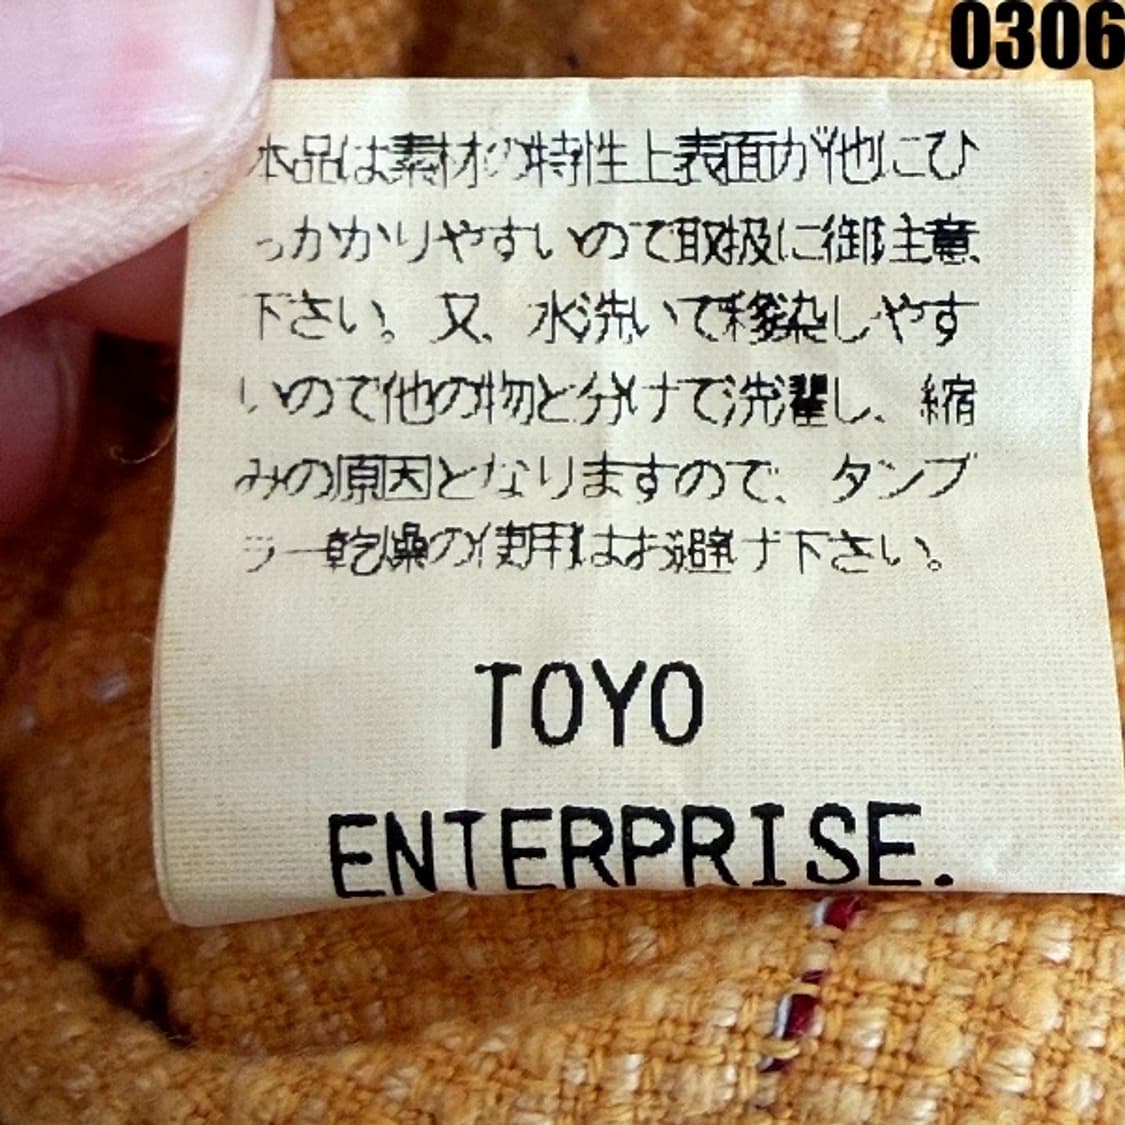 0306
本品は素材の特性上表面が他にひ
っかかりやすいので取扱に御注意
下さい。又、水洗いで移染しやす
いので他の物と分けて洗濯し、縮
みの原因となりますので、タンブ
ラー乾燥の使用はお避け下さい。
TOYO
ENTERPRISE.